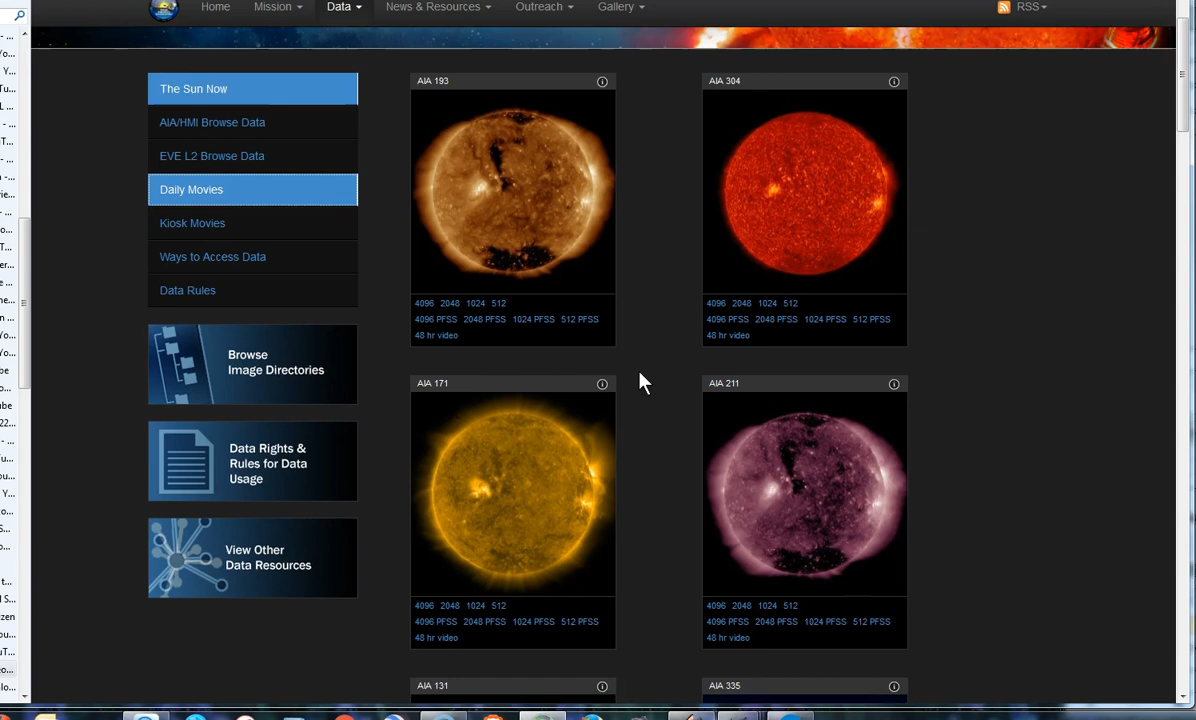 Home Mission Data News & Resources Outreach Gallery RSS
The Sun Now
AIA/HMI Browse Data
EVE L2 Browse Data
Daily Movies
Kiosk Movies
Ways to Access Data
Data Rules
Browse
Image Directories
Data Rights &
Rules for Data
Usage
View Other
Data Resources
AIA 193
4096 2048 1024 512
4096 PFSS 2048 PFSS 1024 PFSS 512 PFSS
48 hr video
AIA 304
4096 2048 1024 512
4096 PFSS 2048 PFSS 1024 PFSS 512 PFSS
48 hr video
AIA 171
4096 2048 1024 512
4096 PFSS 2048 PFSS 1024 PFSS 512 PFSS
48 hr video
AIA 211
4096 2048 1024 512
4096 PFSS 2048 PFSS 1024 PFSS 512 PFSS
48 hr video
AIA 131
AIA 335